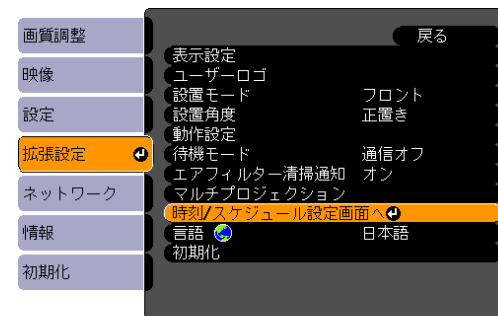 画質調整
映像
設定
拡張設定
ネットワーク
情報
初期化
戻る
表示設定
ユーザーロゴ
設置モード フロント
設置角度 正置き
動作設定
待機モード 通信オフ
エアフィルター清掃通知 オン
マルチプロジェクション
時刻/スケジュール設定画面へ
言語 日本語
初期化